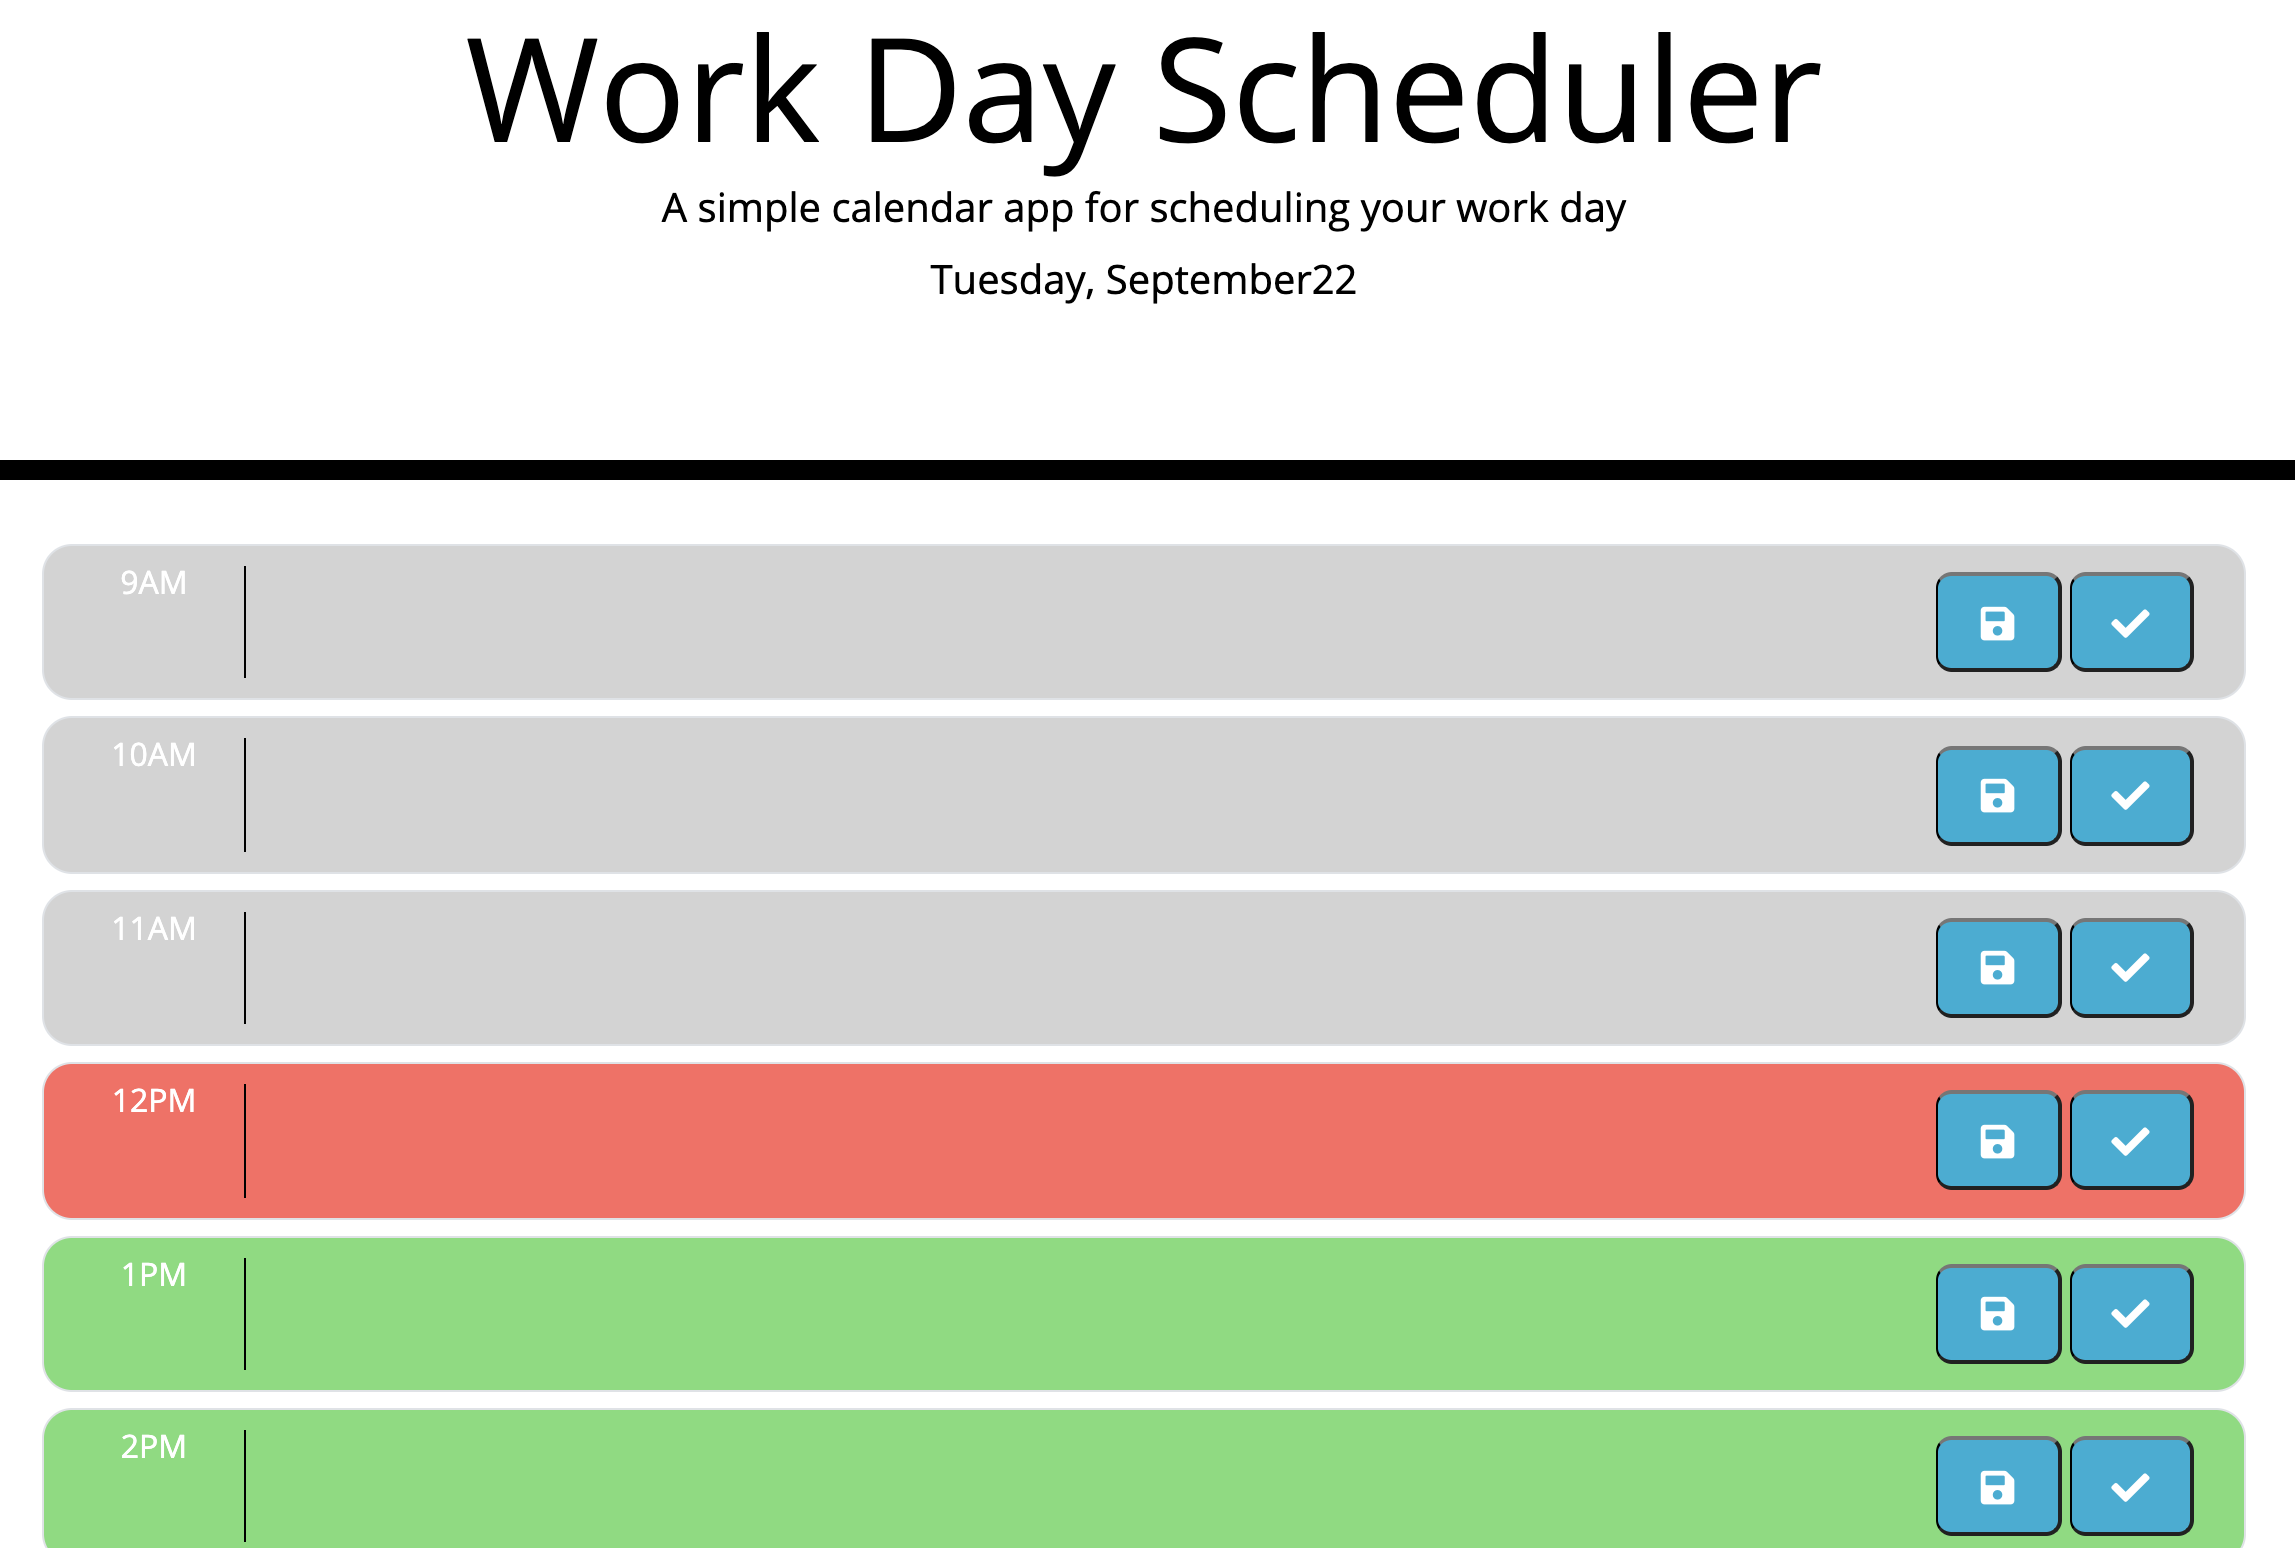 Work Day Scheduler
A simple calendar app for scheduling your work day
Tuesday, September22
9AM
10AM
11AM
12PM
1PM
2PM